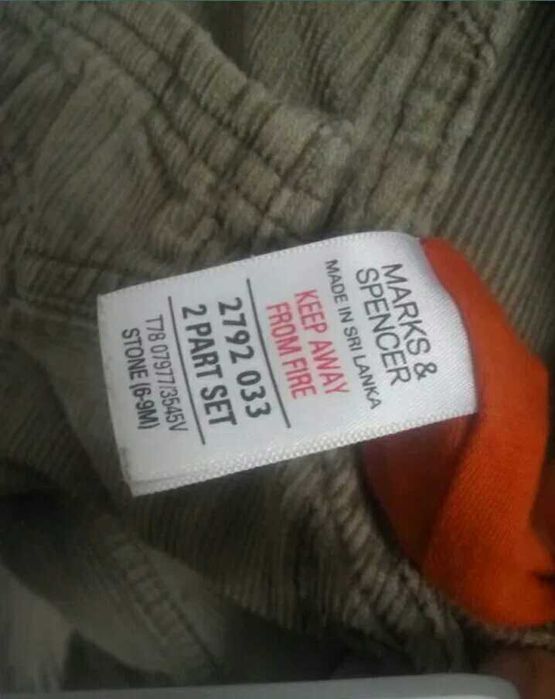 MARKS &
SPENCER
MADE IN SRI LANKA
KEEP AWAY
FROM FIRE
2792 033
2 PART SET
T78 07977/3545V
STONE (6-9M)